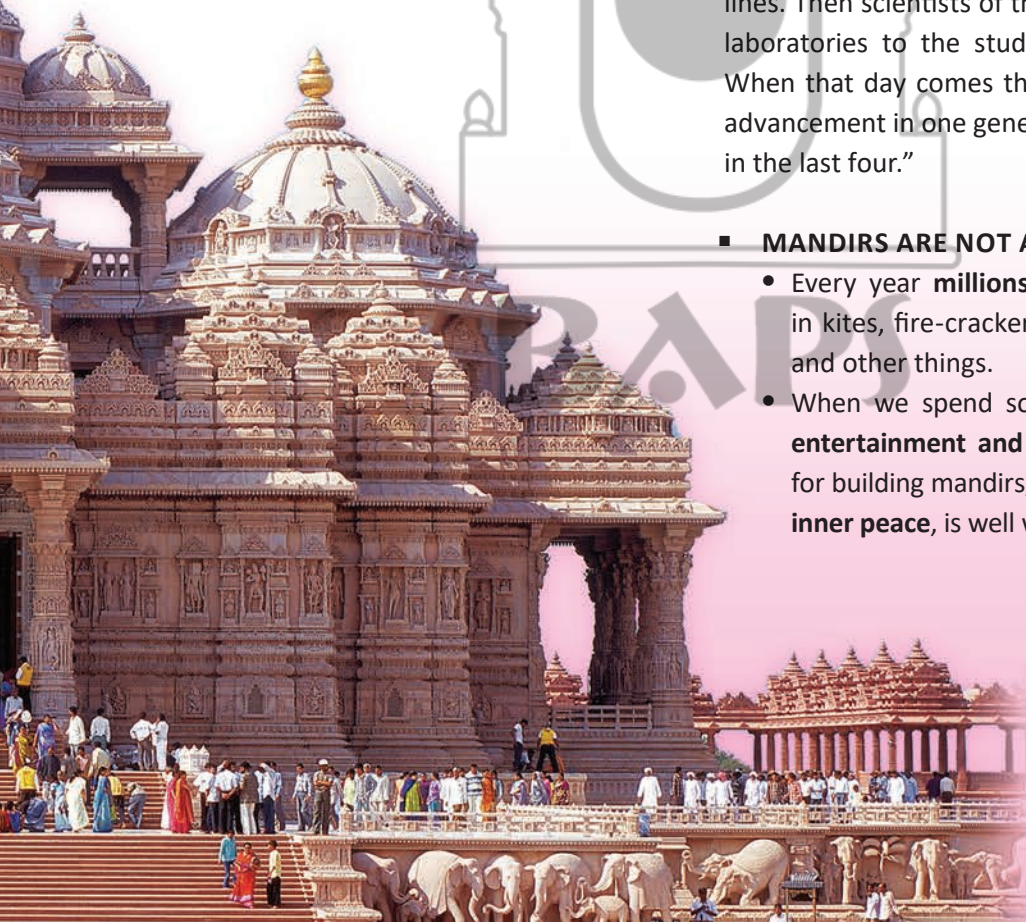 lines. Then scientists of th
laboratories to the stud
When that day comes th
advancement in one gene
in the last four.”
▪ MANDIRS ARE NOT A
• Every year millions
in kites, fire-cracker
and other things.
• When we spend so
entertainment and
for building mandirs
inner peace, is well v
BAPS